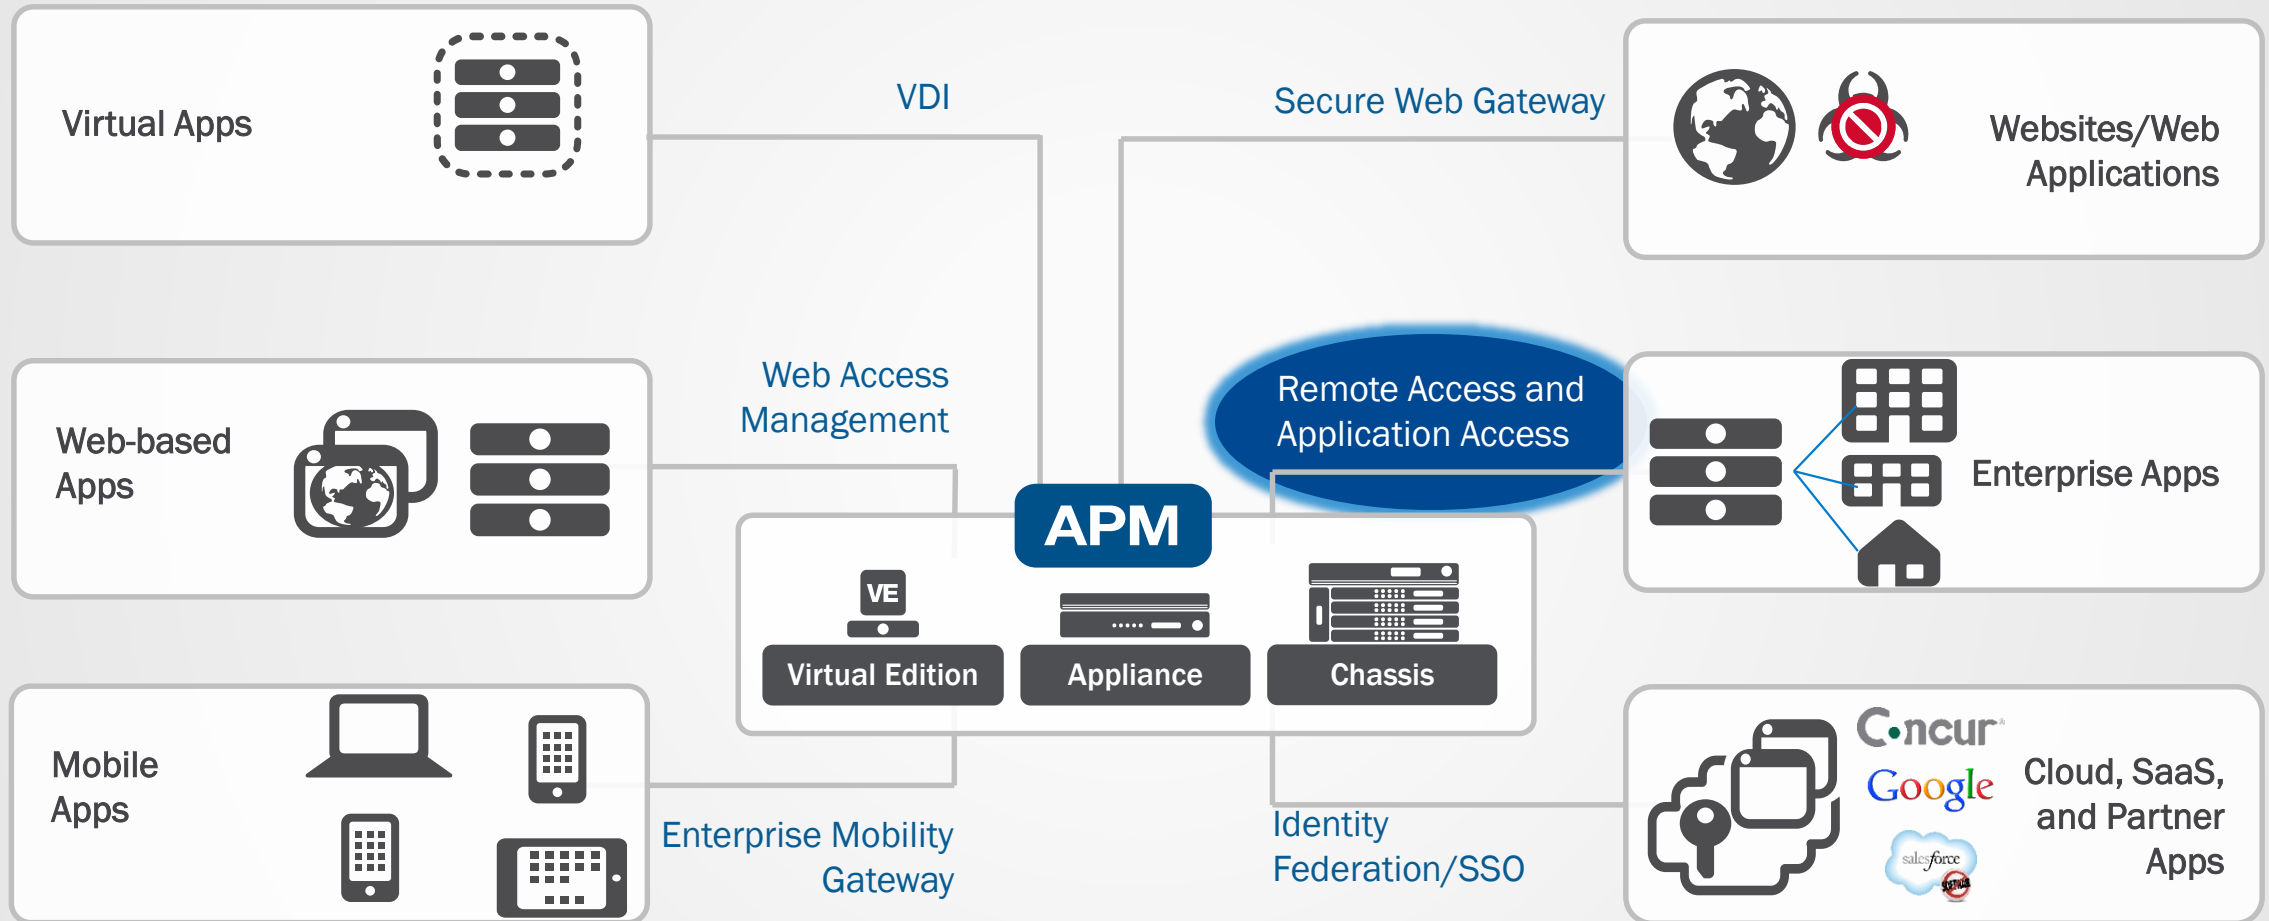 Virtual Apps
VDI
Secure Web Gateway
Websites/Web
Applications
Web-based
Apps
Web Access
Management
Remote Access and
Application Access
Enterprise Apps
APM
VE
Virtual Edition
Appliance
Chassis
Mobile
Apps
Enterprise Mobility
Gateway
Identity
Federation/SSO
Concur
Google
salesforce
SOFTWARE
Cloud, SaaS,
and Partner
Apps